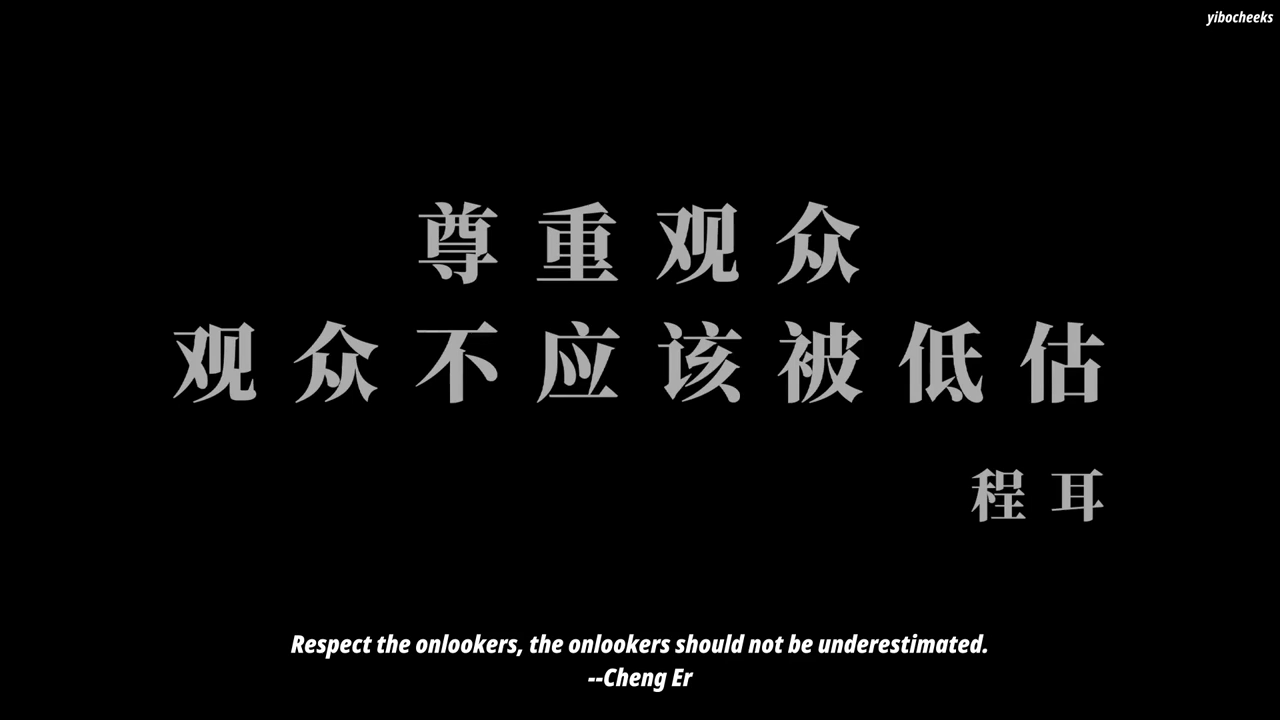 yibocheeks
尊重观众
观众不应该被低估
程耳
Respect the onlookers, the onlookers should not be underestimated.
--Cheng Er